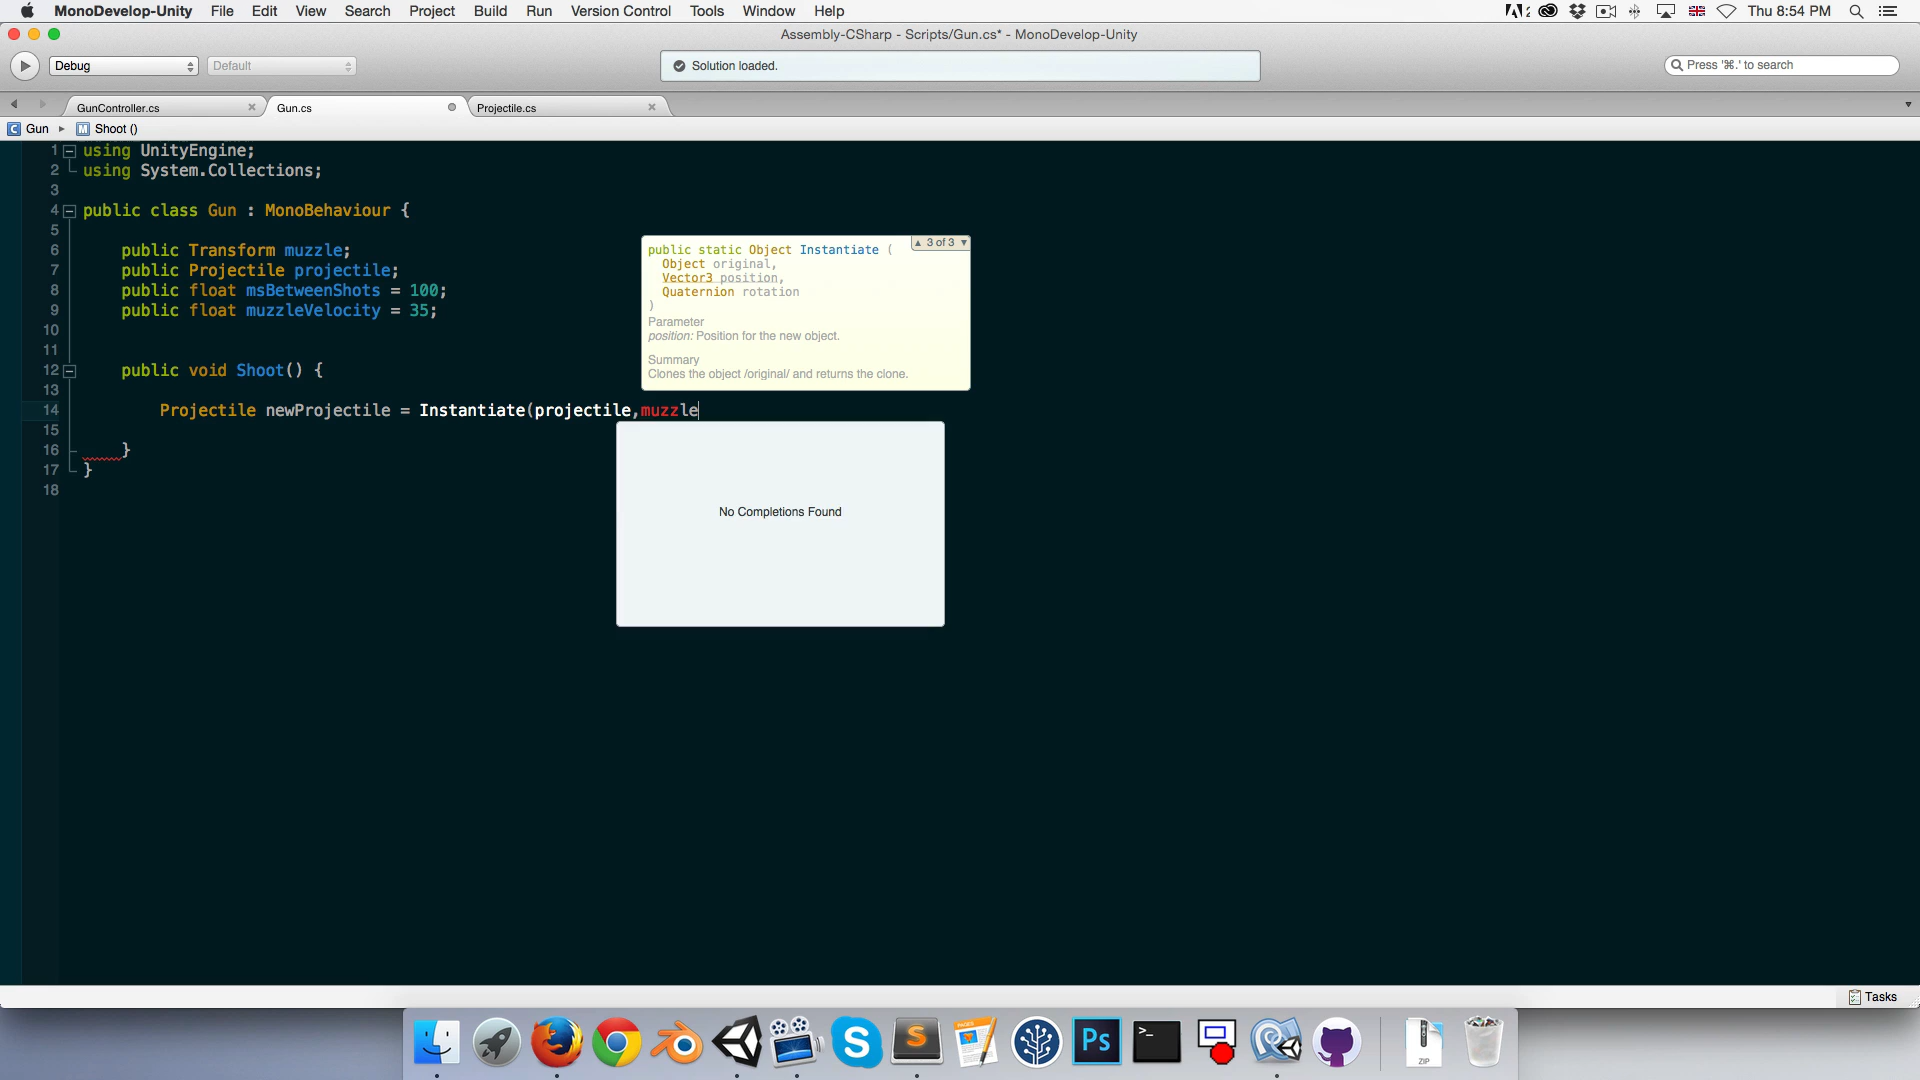 MonoDevelop-Unity File Edit View Search Project Build Run Version Control Tools Window Help Thu 8:54 PM
Assembly-CSharp - Scripts/Gun.cs* - MonoDevelop-Unity
Debug Default Solution loaded. Press '⌘.' to search
GunController.cs Gun.cs Projectile.cs
C Gun M Shoot ()
1 using UnityEngine;
2 using System.Collections;
3
4 public class Gun : MonoBehaviour {
5
6 public Transform muzzle;
7 public Projectile projectile;
8 public float msBetweenShots = 100;
9 public float muzzleVelocity = 35;
10
11
12 public void Shoot() {
13
14 Projectile newProjectile = Instantiate(projectile,muzzle
15
16 }
17 }
18
▲ 3 of 3 ▼
public static Object Instantiate (
Object original,
Vector3 position,
Quaternion rotation
)
Parameter
position: Position for the new object.
Summary
Clones the object /original/ and returns the clone.
No Completions Found
Tasks
S
PAGES
Ps
>_
ZIP